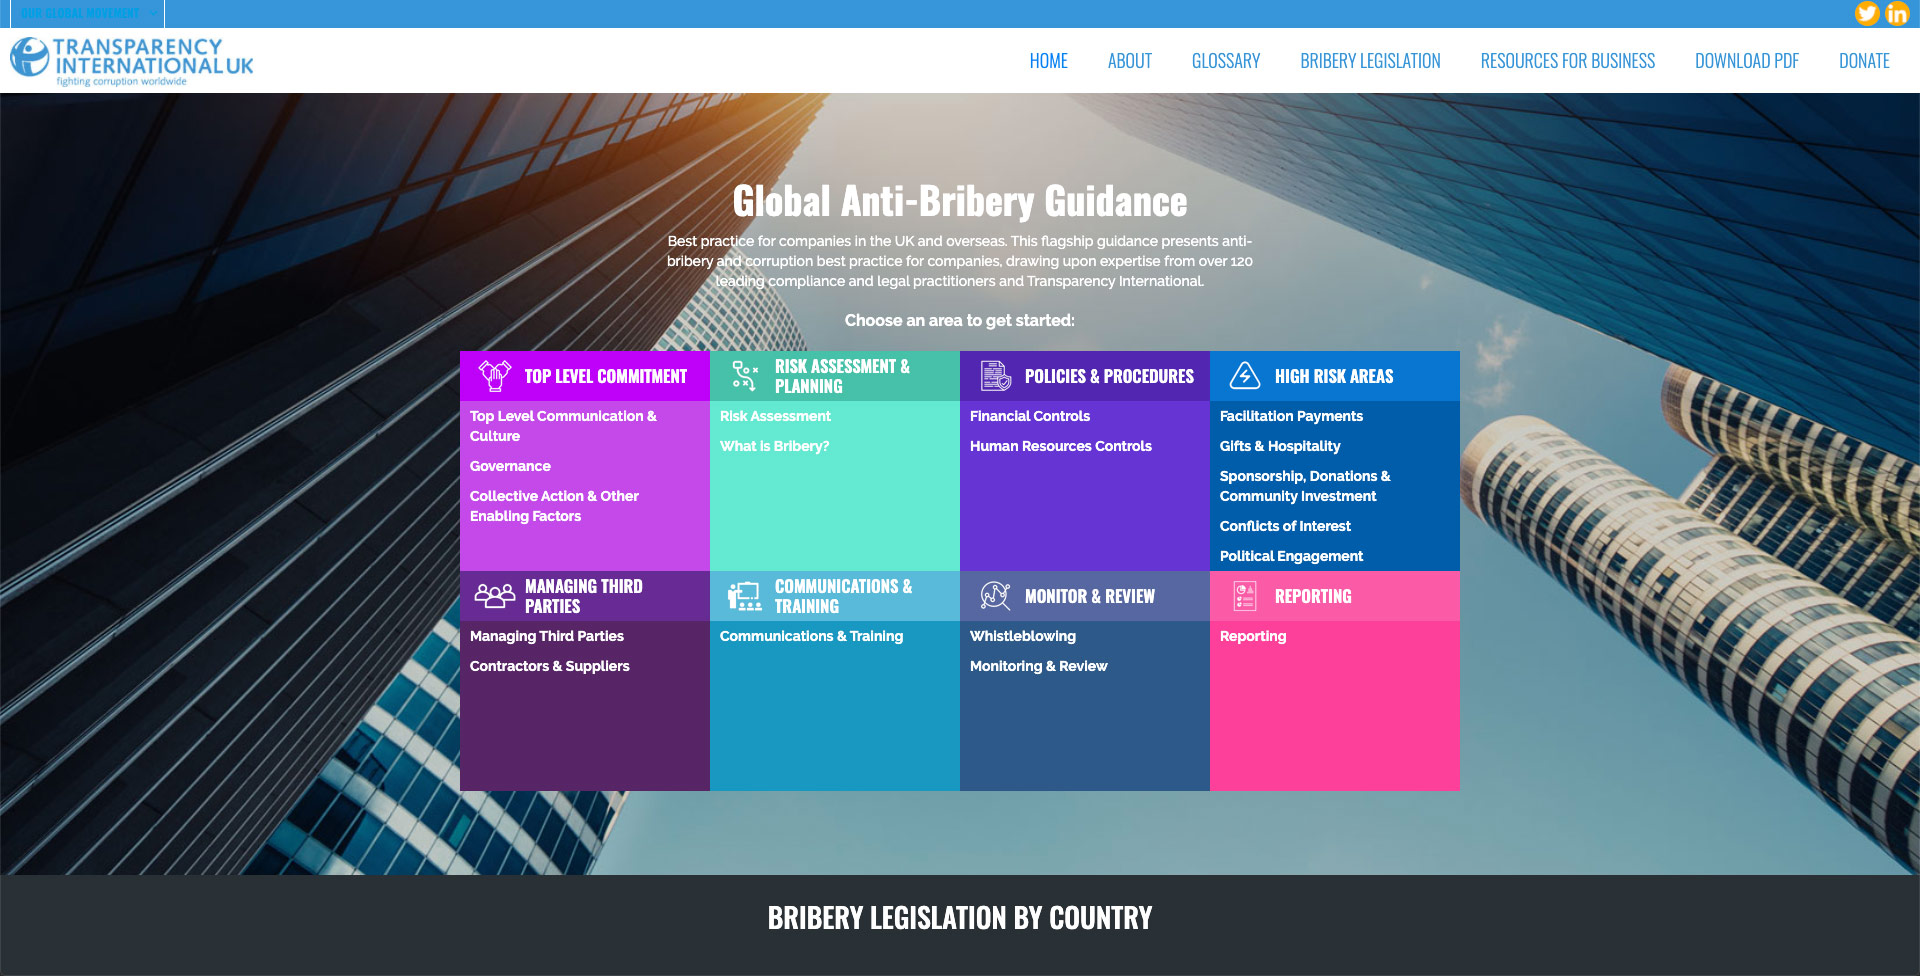 OUR GLOBAL MOVEMENT
TRANSPARENCY
INTERNATIONAL UK
fighting corruption worldwide
HOME
ABOUT
GLOSSARY
BRIBERY LEGISLATION
RESOURCES FOR BUSINESS
DOWNLOAD PDF
DONATE
Global Anti-Bribery Guidance
Best practice for companies in the UK and overseas. This flagship guidance presents anti-
bribery and corruption best practice for companies, drawing upon expertise from over 120
leading compliance and legal practitioners and Transparency International.
Choose an area to get started:
TOP LEVEL COMMITMENT
Top Level Communication &
Culture
Governance
Collective Action & Other
Enabling Factors
RISK ASSESSMENT &
PLANNING
Risk Assessment
What is Bribery?
POLICIES & PROCEDURES
Financial Controls
Human Resources Controls
HIGH RISK AREAS
Facilitation Payments
Gifts & Hospitality
Sponsorship, Donations &
Community Investment
Conflicts of Interest
Political Engagement
MANAGING THIRD
PARTIES
Managing Third Parties
Contractors & Suppliers
COMMUNICATIONS &
TRAINING
Communications & Training
MONITOR & REVIEW
Whistleblowing
Monitoring & Review
REPORTING
Reporting
BRIBERY LEGISLATION BY COUNTRY